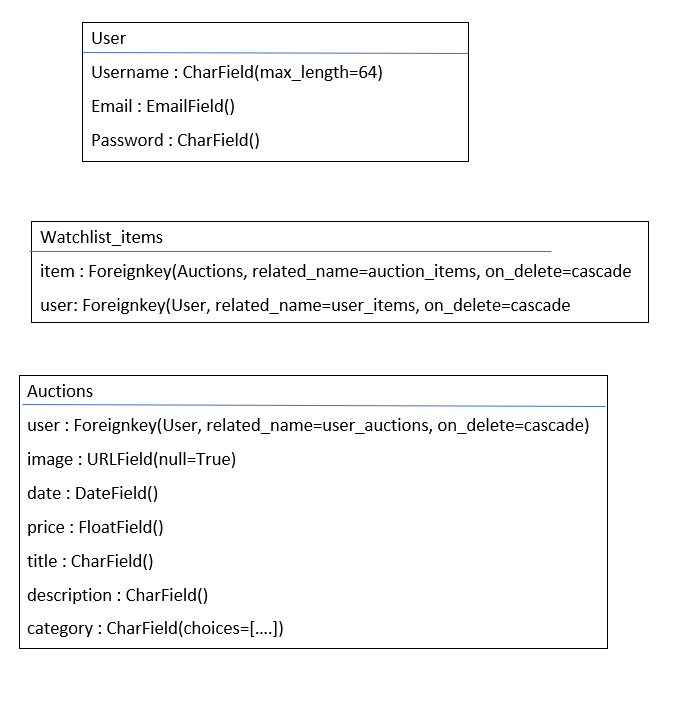 User
Username : CharField(max_length=64)
Email : EmailField()
Password : CharField()
Watchlist_items
item : Foreignkey(Auctions, related_name=auction_items, on_delete=cascade
user: Foreignkey(User, related_name=user_items, on_delete=cascade
Auctions
user : Foreignkey(User, related_name=user_auctions, on_delete=cascade)
image : URLField(null=True)
date : DateField()
price : FloatField()
title : CharField()
description : CharField()
category : CharField(choices=[....])